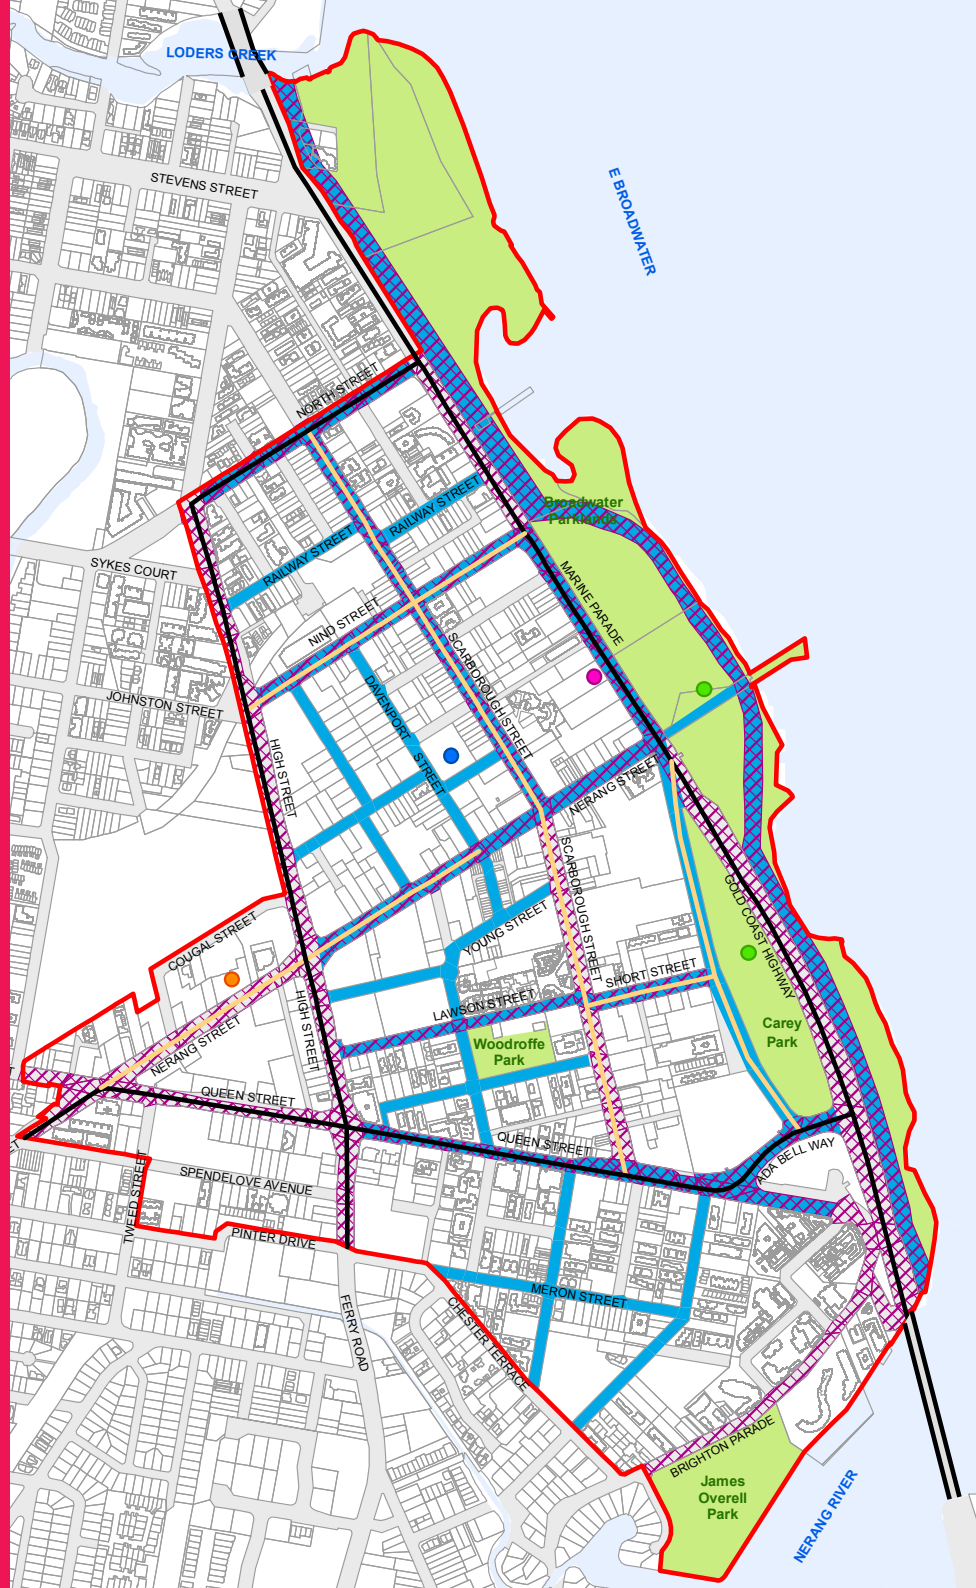 LODERS CREEK
STEVENS STREET
E BROADWATER
NORTH STREET
RAILWAY STREET
RAILWAY STREET
Broadwater
Parklands
SYKES COURT
MARINE PARADE
NIND STREET
SCARBOROUGH STREET
JOHNSTON STREET
DAVENPORT STREET
HIGH STREET
NERANG STREET
SCARBOROUGH STREET
GOLD COAST HIGHWAY
COUGAL STREET
YOUNG STREET
SHORT STREET
HIGH STREET
LAWSON STREET
NERANG STREET
Carey
Park
Woodroffe
Park
QUEEN STREET
QUEEN STREET
ADA BELL WAY
SPENDELOVE AVENUE
TWEED STREET
PINTER DRIVE
MERON STREET
FERRY ROAD
CHESTER TERRACE
BRIGHTON PARADE
James
Overell
Park
NERANG RIVER